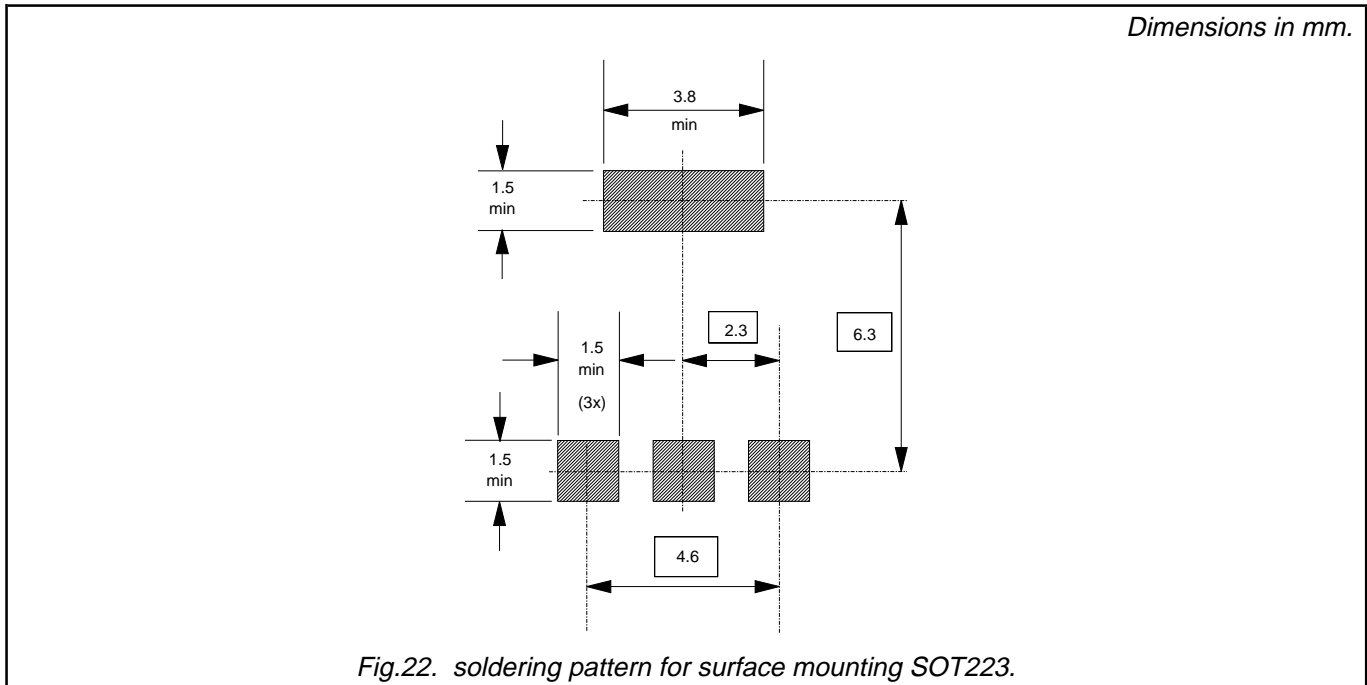 Dimensions in mm.
3.8
min
1.5
min
2.3
6.3
1.5
min
(3x)
1.5
min
4.6
Fig.22. soldering pattern for surface mounting SOT223.